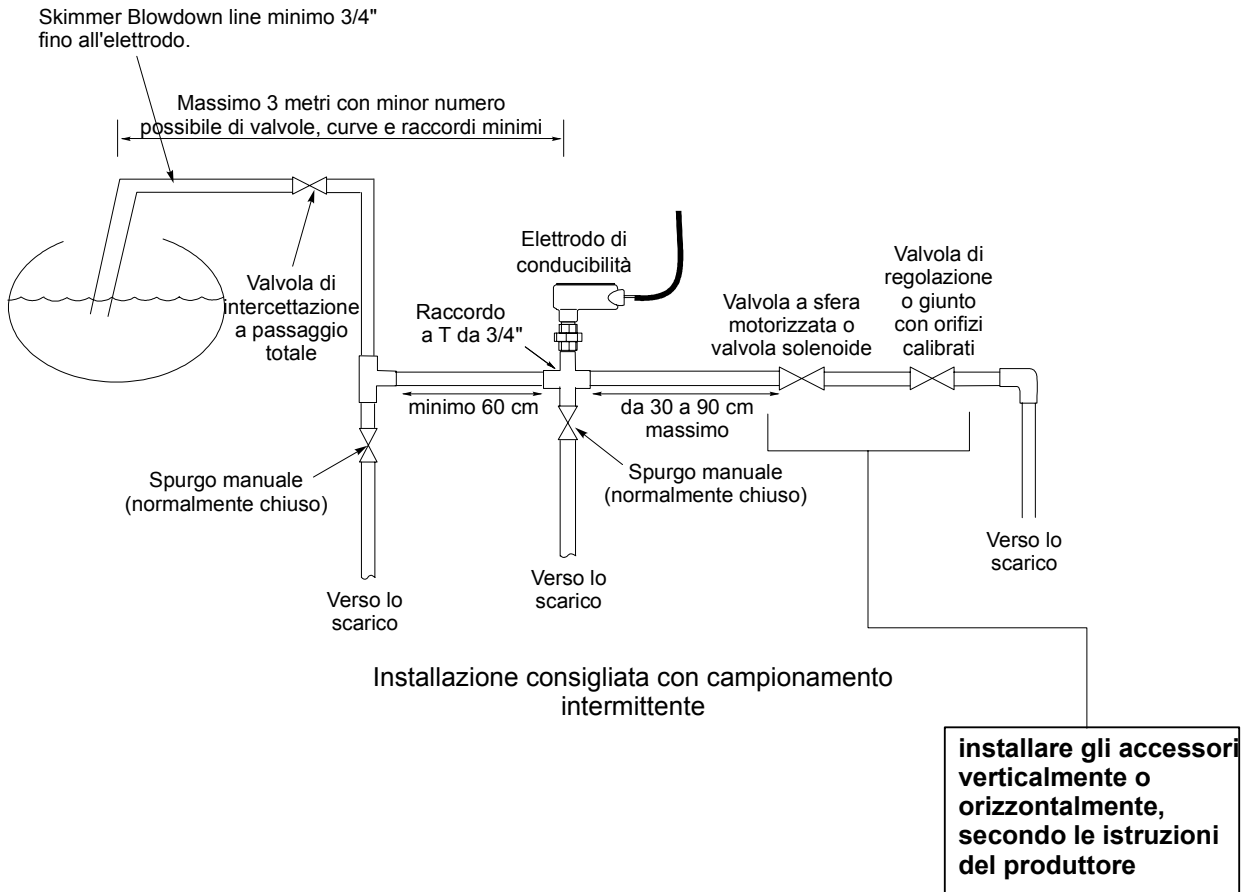 Skimmer Blowdown line minimo 3/4"
fino all'elettrodo.
Massimo 3 metri con minor numero
possibile di valvole, curve e raccordi minimi
Valvola di
intercettazione
a passaggio
totale
Raccordo
a T da 3/4"
Elettrodo di
conducibilità
Valvola a sfera
motorizzata o
valvola solenoide
Valvola di
regolazione
o giunto
con orifizi
calibrati
minimo 60 cm
da 30 a 90 cm
massimo
Spurgo manuale
(normalmente chiuso)
Spurgo manuale
(normalmente chiuso)
Verso lo
scarico
Verso lo
scarico
Verso lo
scarico
Installazione consigliata con campionamento
intermittente
installare gli accessori
verticalmente o
orizzontalmente,
secondo le istruzioni
del produttore